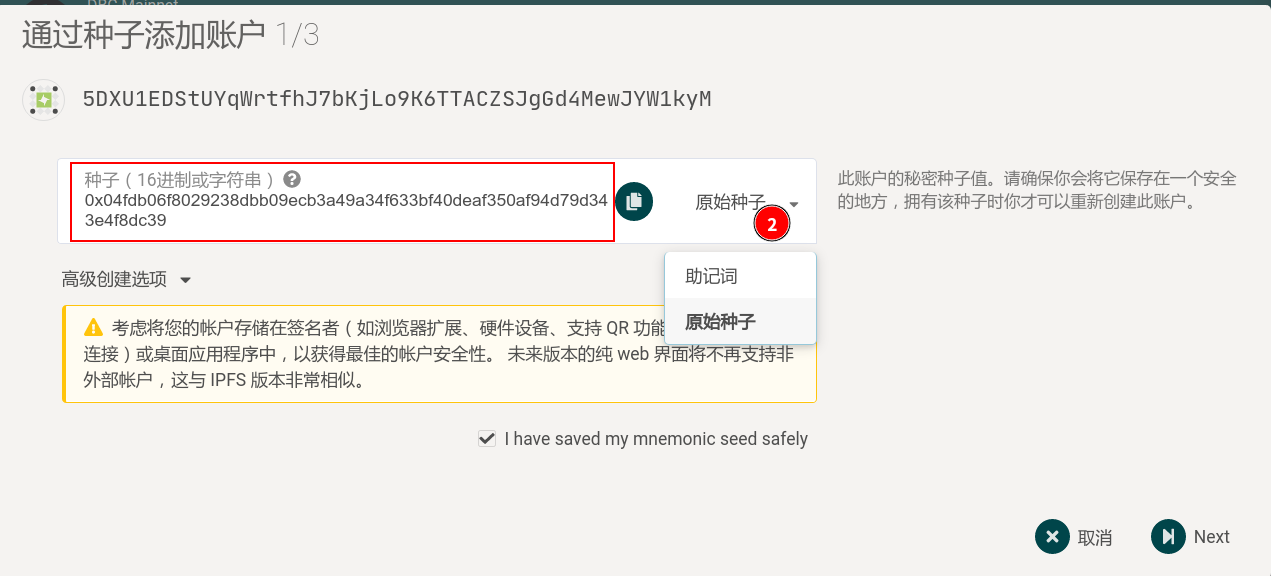 DBC Mainnet
通过种子添加账户 1/3
5DXU1EDStUYqWrtfhJ7bKjLo9K6TTACZSJgGd4MewJYW1kyM
种子（16进制或字符串）
0x04fdb06f8029238dbb09ecb3a49a34f633bf40deaf350af94d79d34
3e4f8dc39
原始种子
2
此账户的秘密种子值。请确保你会将它保存在一个安全
的地方，拥有该种子时你才可以重新创建此账户。
助记词
原始种子
高级创建选项
考虑将您的帐户存储在签名者（如浏览器扩展、硬件设备、支持 QR 功能
连接）或桌面应用程序中，以获得最佳的帐户安全性。 未来版本的纯 web 界面将不再支持非
外部帐户，这与 IPFS 版本非常相似。
I have saved my mnemonic seed safely
取消
Next